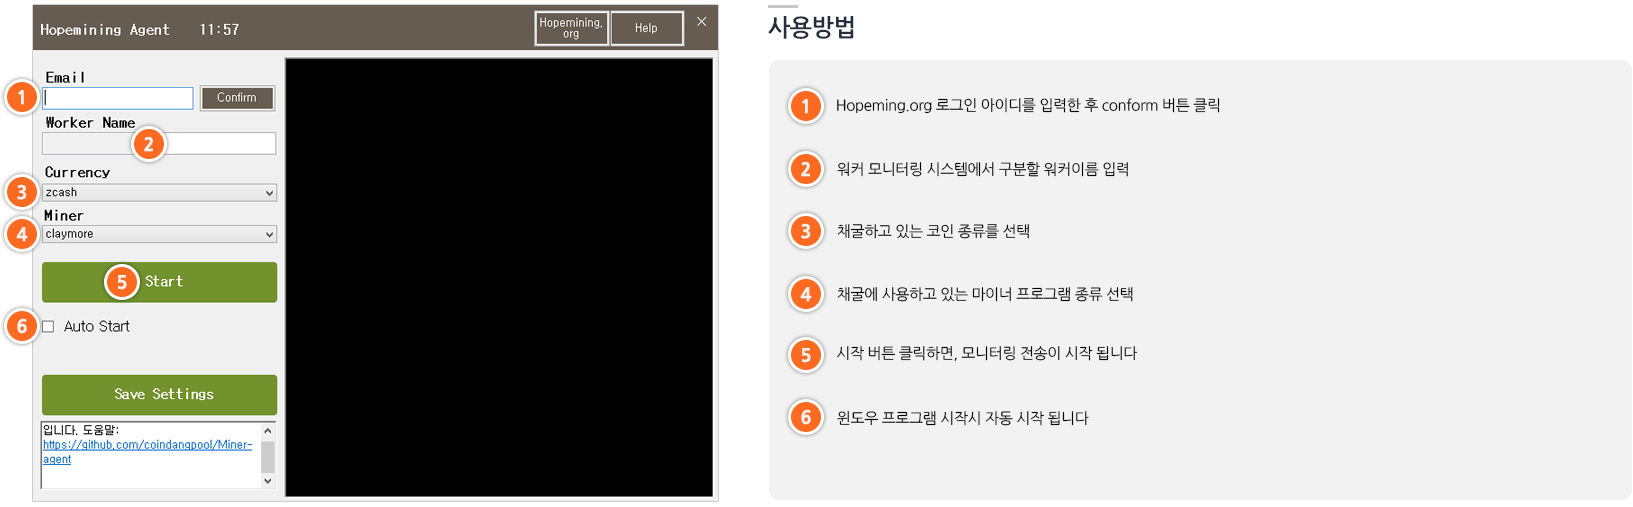 Hopemining Agent 11:57
Hopemining.
org
Help
Email
1
Confirm
Worker Name
2
Currency
3
zcash
Miner
4
claymore
5 Start
6 Auto Start
Save Settings
입니다. 도움말:
https://github.com/coindangpool/Miner-
agent
사용방법
1 Hopeming.org 로그인 아이디를 입력한 후 conform 버튼 클릭
2 워커 모니터링 시스템에서 구분할 워커이름 입력
3 채굴하고 있는 코인 종류를 선택
4 채굴에 사용하고 있는 마이너 프로그램 종류 선택
5 시작 버튼 클릭하면, 모니터링 전송이 시작 됩니다
6 윈도우 프로그램 시작시 자동 시작 됩니다